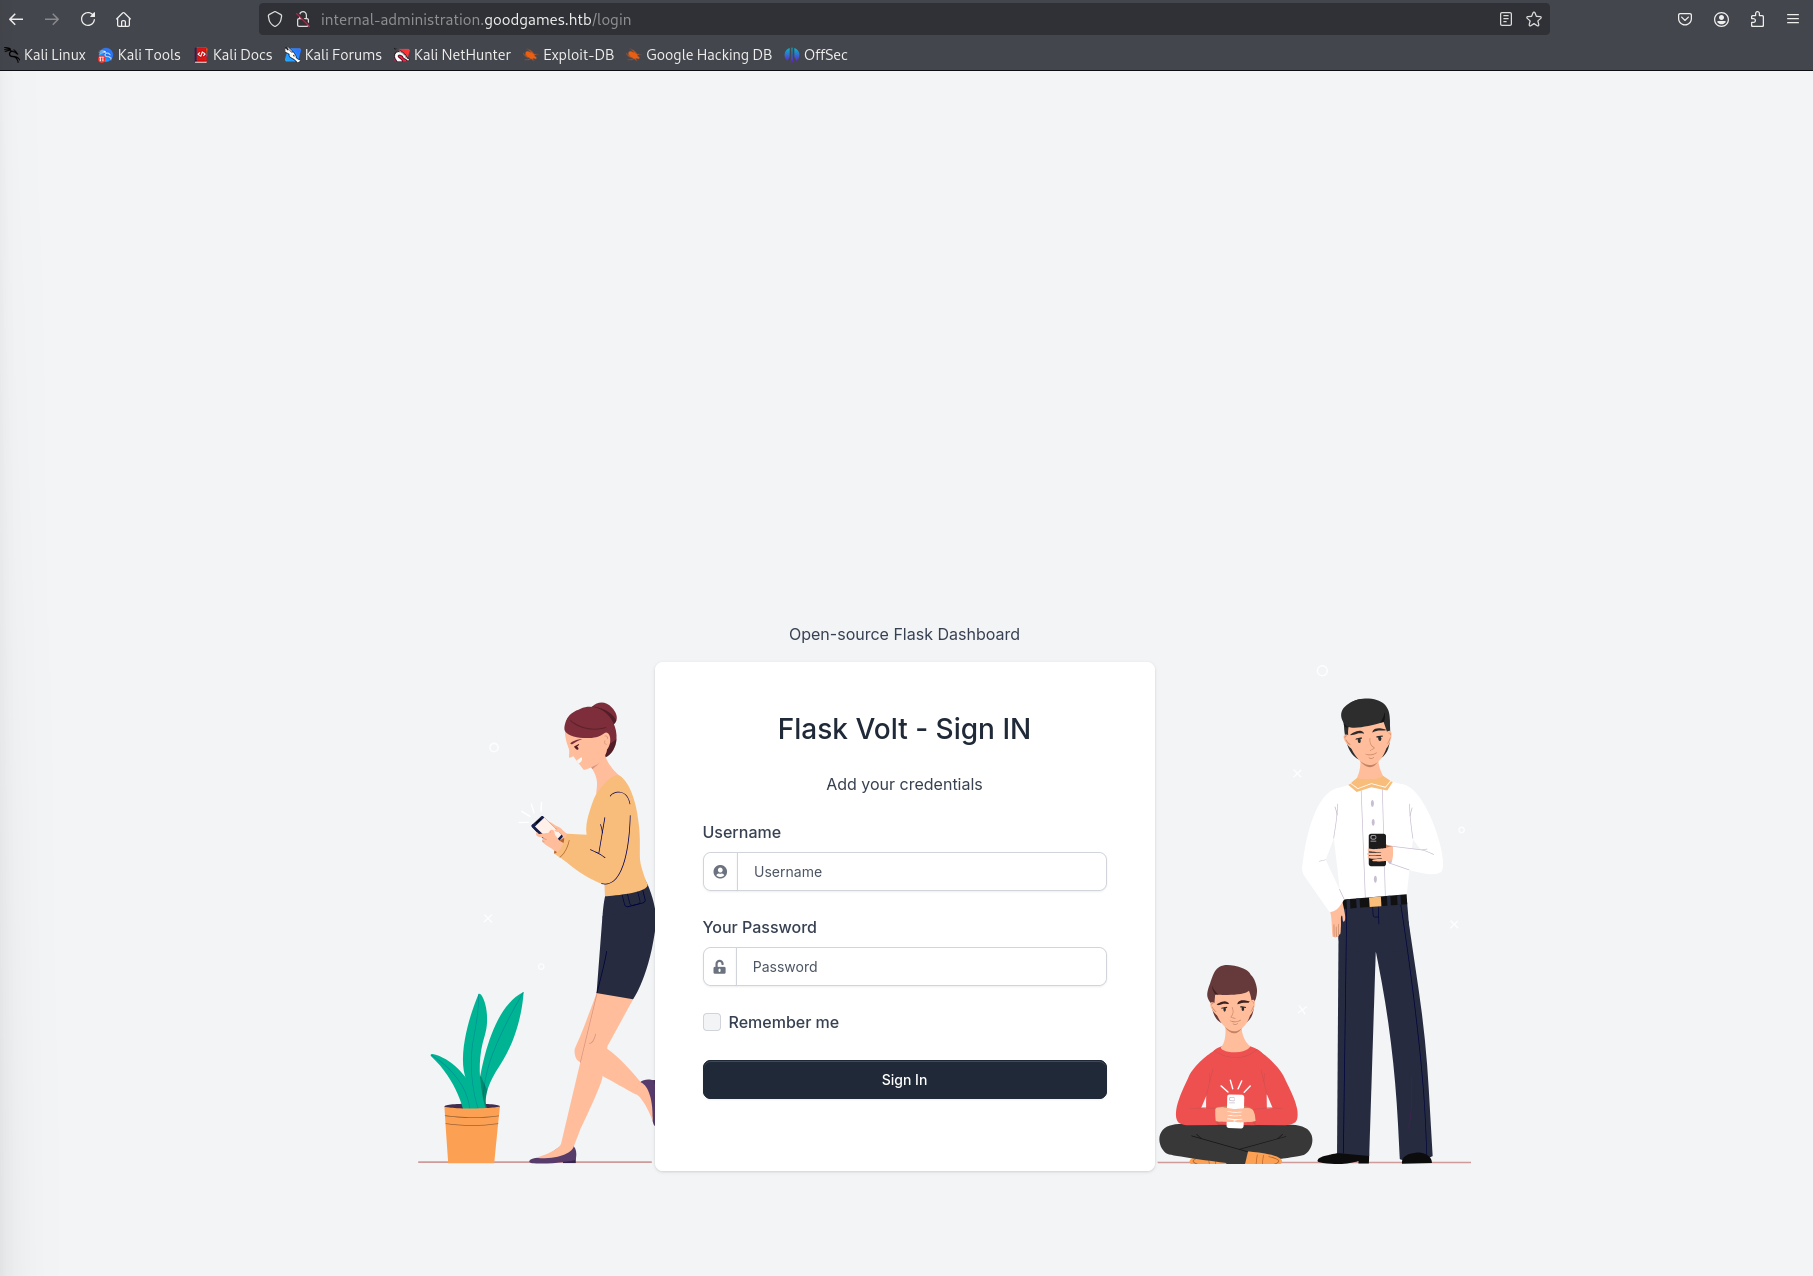 internal-administration.goodgames.htb/login
Kali Linux Kali Tools Kali Docs Kali Forums Kali NetHunter Exploit-DB Google Hacking DB OffSec
Open-source Flask Dashboard
Flask Volt - Sign IN
Add your credentials
Username
Username
Your Password
Password
Remember me
Sign In